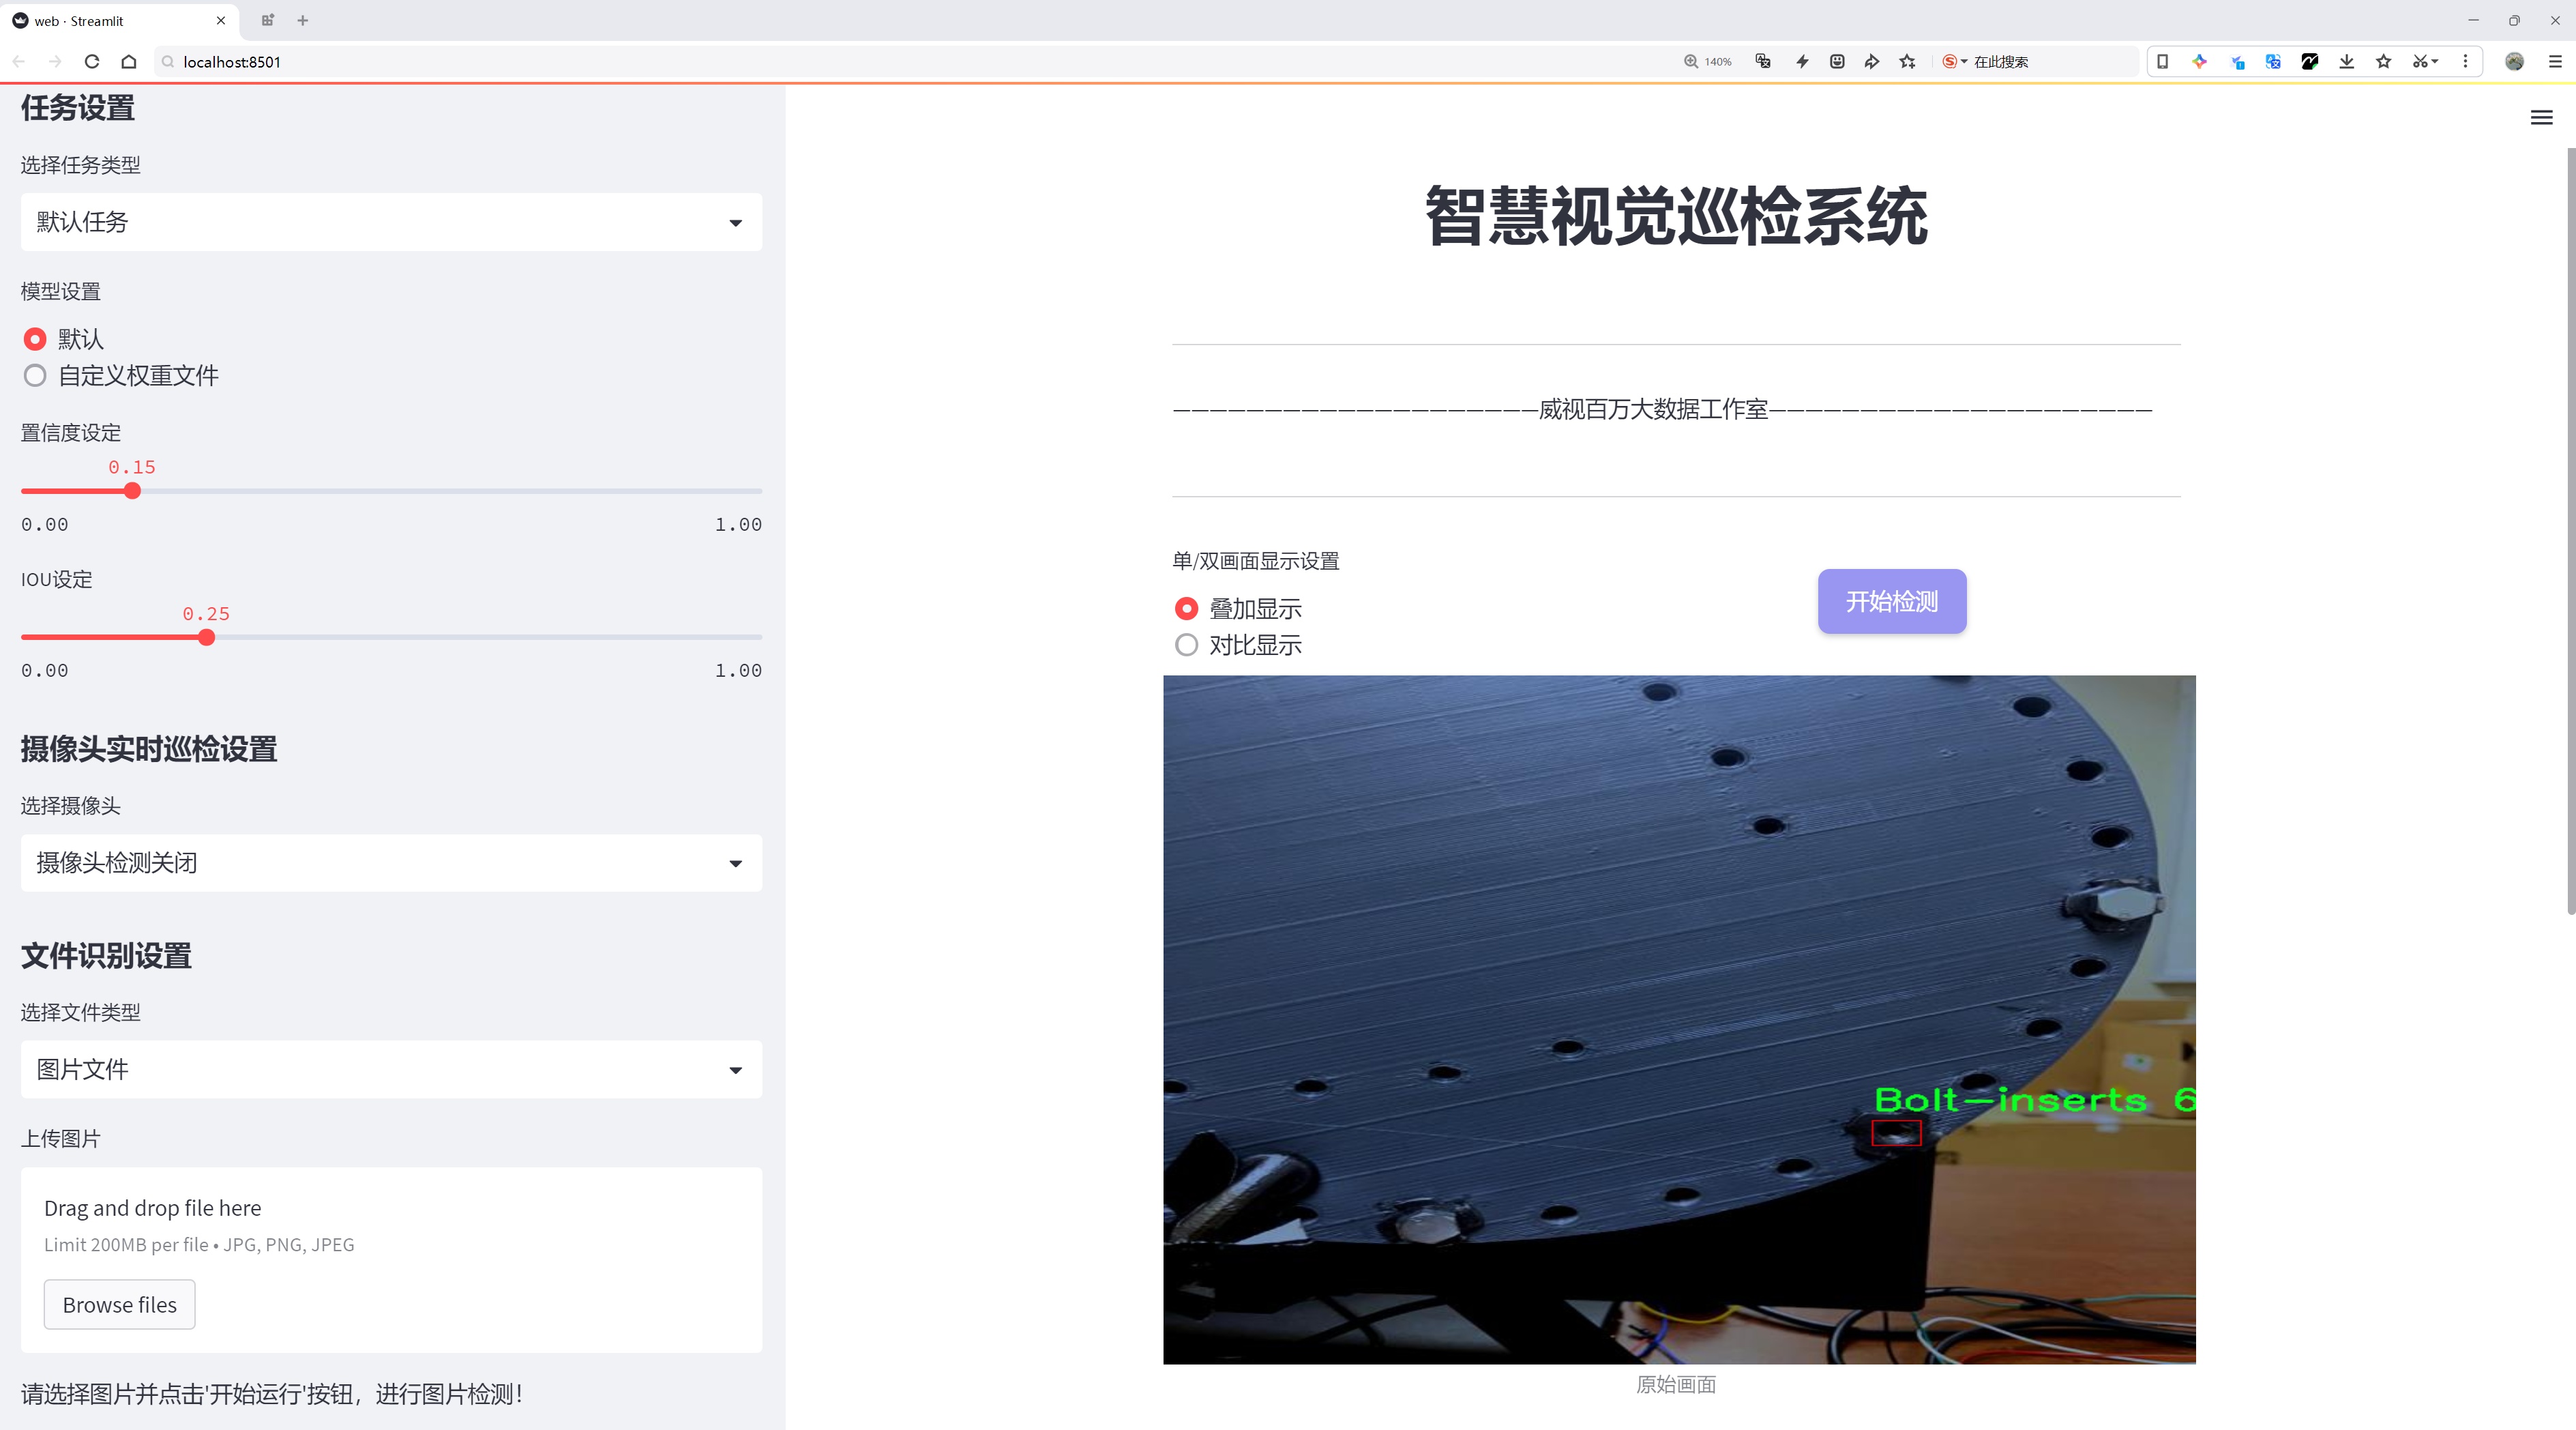 web · Streamlit
localhost:8501
140%
在此搜索
任务设置
选择任务类型
默认任务
模型设置
默认
自定义权重文件
置信度设定
0.15
0.00 1.00
IOU设定
0.25
0.00 1.00
摄像头实时巡检设置
选择摄像头
摄像头检测关闭
文件识别设置
选择文件类型
图片文件
上传图片
Drag and drop file here
Limit 200MB per file • JPG, PNG, JPEG
Browse files
请选择图片并点击'开始运行'按钮，进行图片检测！
智慧视觉巡检系统
————————————————————威视百万大数据工作室—————————————————————
单/双画面显示设置
叠加显示
对比显示
开始检测
Bolt-inserts 6
原始画面